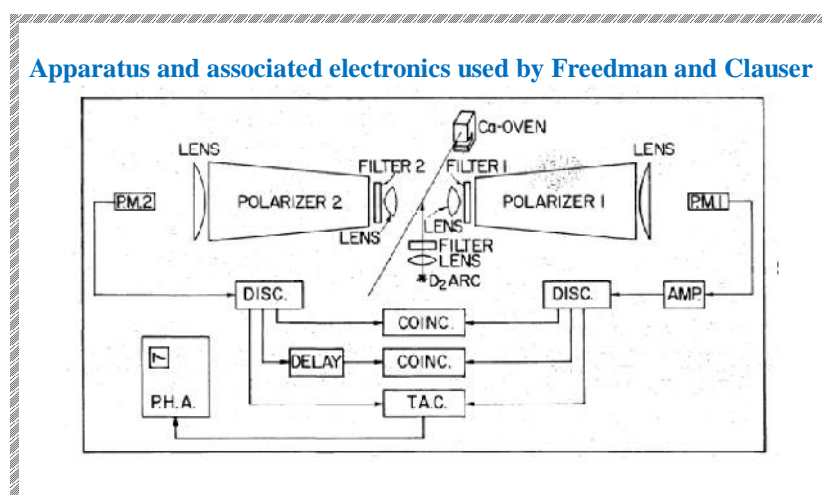 Apparatus and associated electronics used by Freedman and Clauser
Ca-OVEN
LENS
LENS
FILTER 2
FILTER 1
P.M.2
POLARIZER 2
POLARIZER 1
P.M.1
LENS
LENS
FILTER
LENS
D2 ARC
DISC.
DISC.
AMP.
COINC.
DELAY
COINC.
P.H.A.
T.A.C.